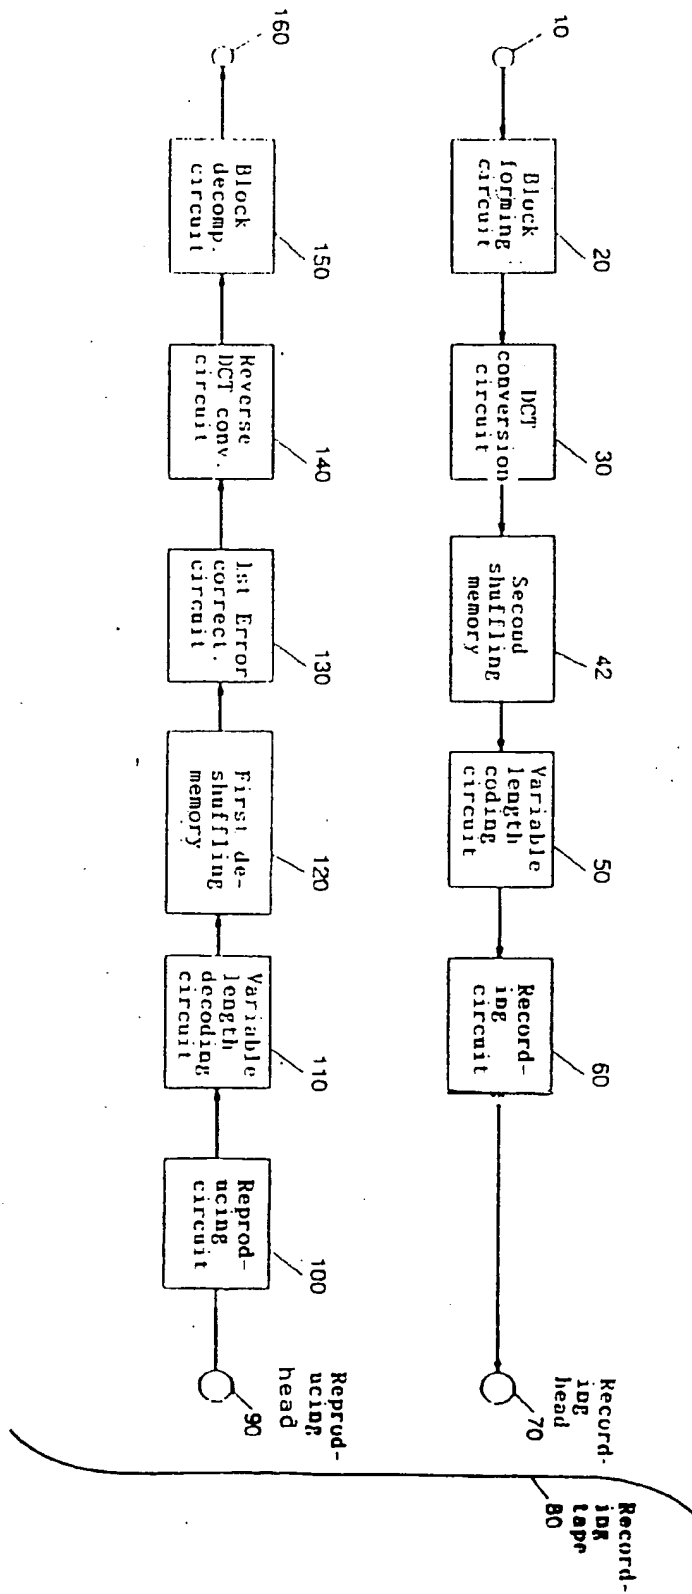 10
Block
forming
circuit
20
DCT
conversion
circuit
30
Second
shuffling
memory
42
Variable
length
coding
circuit
50
Record-
ing
circuit
60
Record-
ing
head
70
Record-
ing
tape
80
160
Block
decomp.
circuit
150
Reverse
DCT conv.
circuit
140
1st Error
correct.
circuit
130
First de-
shuffling
memory
120
Variable
length
decoding
circuit
110
Reprod-
ucing
circuit
100
Reprod-
ucing
head
90